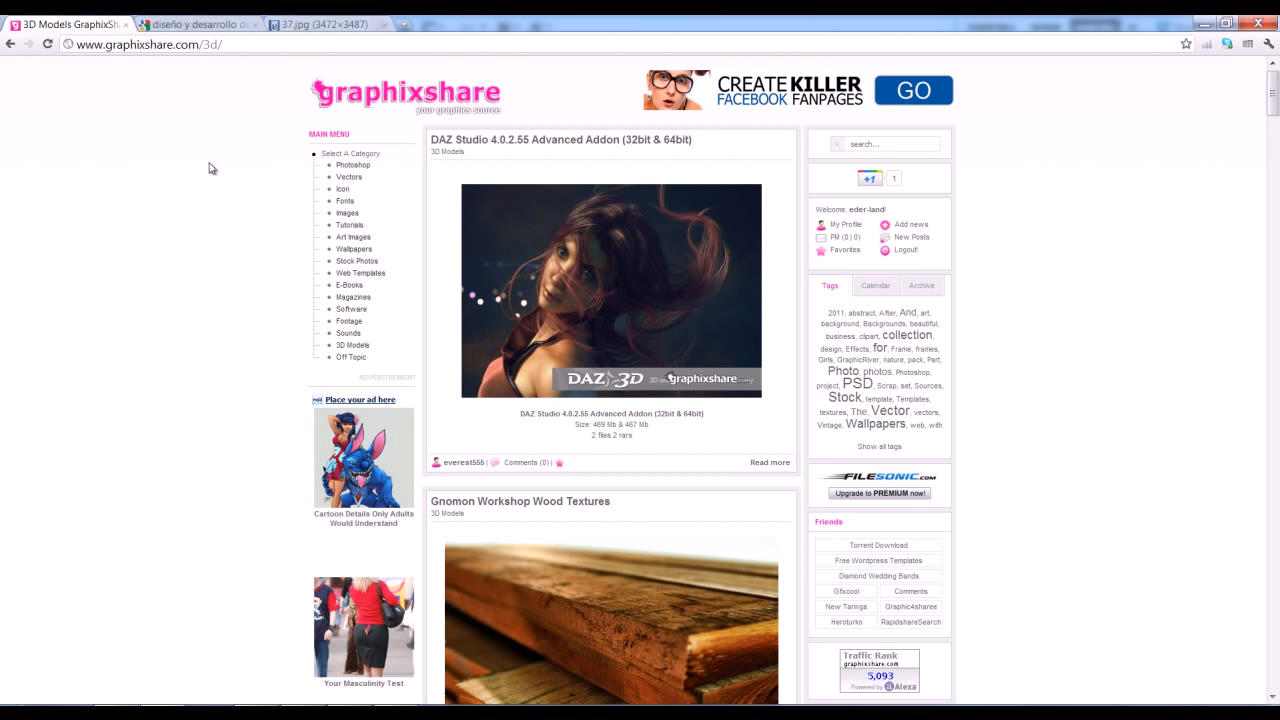 3D Models GraphixSh
diseño y desarrollo de
37.jpg (3472×3487)
www.graphixshare.com/3d/
graphixshare
your graphics source
CREATE KILLER
FACEBOOK FANPAGES
GO
MAIN MENU
Select A Category
Photoshop
Vectors
Icon
Fonts
Images
Tutorials
Art Images
Wallpapers
Stock Photos
Web Templates
E-Books
Magazines
Software
Footage
Sounds
3D Models
Off Topic
ADVERTISEMENT
Place your ad here
Cartoon Details Only Adults
Would Understand
Your Masculinity Test
DAZ Studio 4.0.2.55 Advanced Addon (32bit & 64bit)
3D Models
DAZ 3D
graphixshare.com
DAZ Studio 4.0.2.55 Advanced Addon (32bit & 64bit)
Size: 469 Mb & 467 Mb
2 files 2 rars
everest555 | Comments (0) |
Read more
Gnomon Workshop Wood Textures
3D Models
search...
+1 1
Welcome, eder-land!
My Profile Add news
PM (0 | 0) New Posts
Favorites Logout!
Tags Calendar Archive
2011, abstract, After, And, art,
background, Backgrounds, beautiful,
business, clipart, collection,
design, Effects, for, Frame, frames,
Girls, GraphicRiver, nature, pack, Part,
Photo, photos, Photoshop,
project, PSD, Scrap, set, Sources,
Stock, template, Templates,
textures, The, Vector, vectors,
Vintage, Wallpapers, web, with
Show all tags
FILESONIC.COM
Upgrade to PREMIUM now!
Friends
Torrent Download
Free Wordpress Templates
Diamond Wedding Bands
Gfxcool Comments
New Taringa Graphic4sharee
Heroturko RapidshareSearch
Traffic Rank
graphixshare.com
5,093
Powered by Alexa